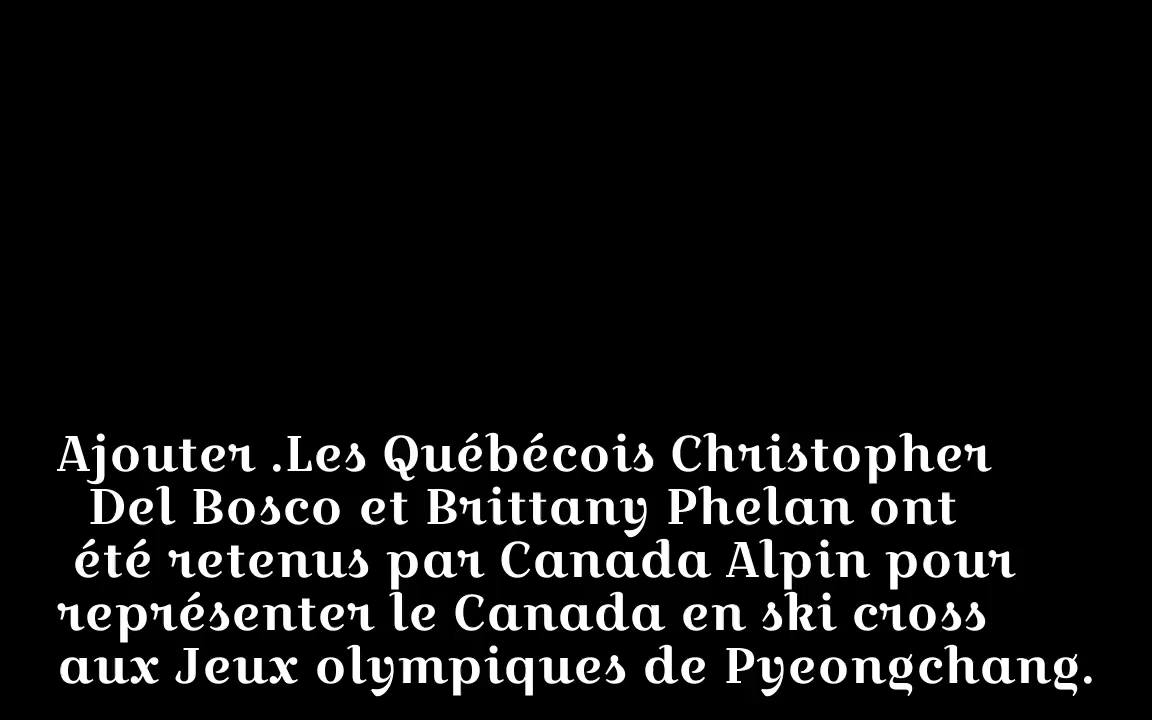 Ajouter .Les Québécois Christopher
Del Bosco et Brittany Phelan ont
été retenus par Canada Alpin pour
représenter le Canada en ski cross
aux Jeux olympiques de Pyeongchang.